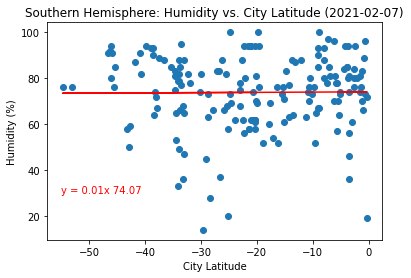 Southern Hemisphere: Humidity vs. City Latitude (2021-02-07)
100
80
60
40
20
Humidity (%)
y = 0.01x 74.07
−50
−40
−30
−20
−10
0
City Latitude